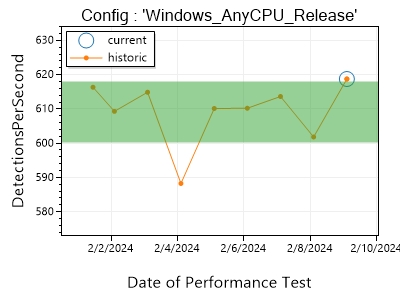 Config : 'Windows_AnyCPU_Release'
current
historic
DetectionsPerSecond
630
620
610
600
590
580
2/2/2024
2/4/2024
2/6/2024
2/8/2024
2/10/2024
Date of Performance Test